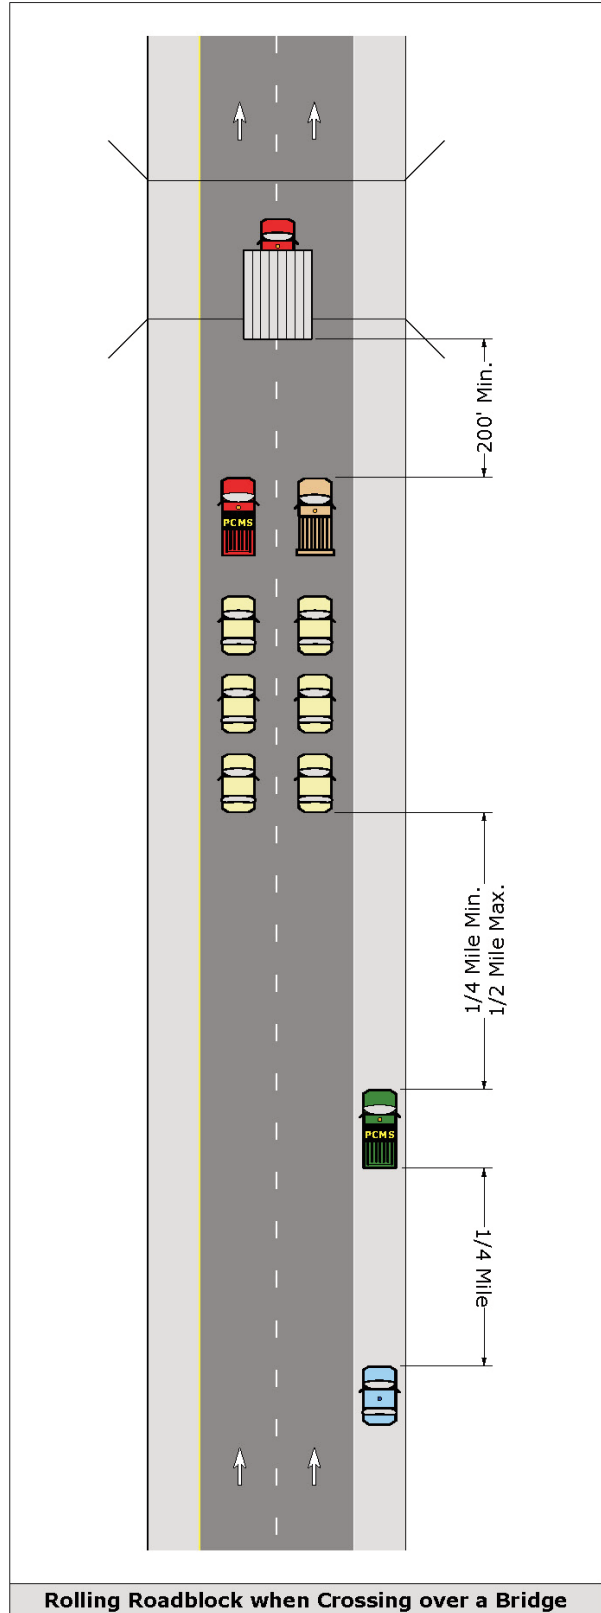 200' Min.
PCMS
1/4 Mile Min.
1/2 Mile Max.
PCMS
1/4 Mile
Rolling Roadblock when Crossing over a Bridge